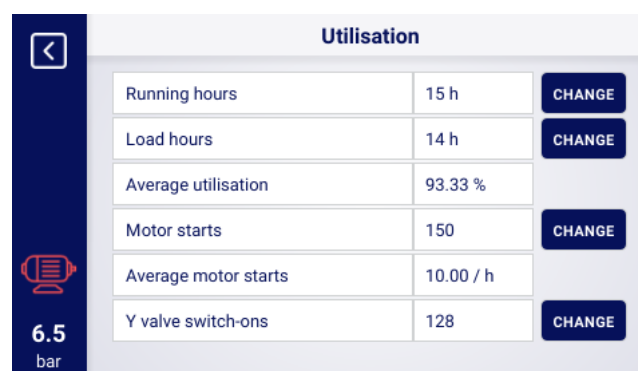 Utilisation
Running hours 15 h CHANGE
Load hours 14 h CHANGE
Average utilisation 93.33 %
Motor starts 150 CHANGE
Average motor starts 10.00 / h
Y valve switch-ons 128 CHANGE
6.5
bar